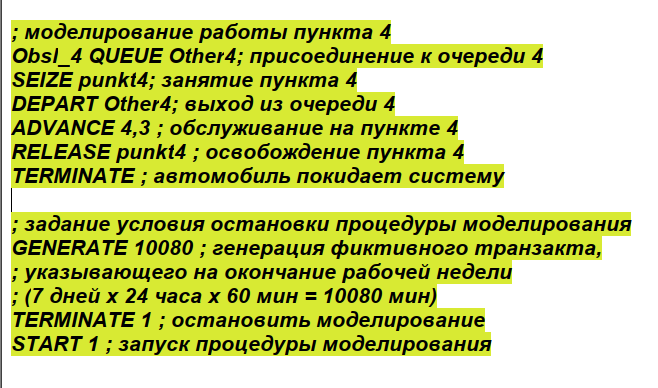 ; моделирование работы пункта 4
Obsl_4 QUEUE Other4; присоединение к очереди 4
SEIZE punkt4; занятие пункта 4
DEPART Other4; выход из очереди 4
ADVANCE 4,3 ; обслуживание на пункте 4
RELEASE punkt4 ; освобождение пункта 4
TERMINATE ; автомобиль покидает систему
; задание условия остановки процедуры моделирования
GENERATE 10080 ; генерация фиктивного транзакта,
; указывающего на окончание рабочей недели
; (7 дней х 24 часа х 60 мин = 10080 мин)
TERMINATE 1 ; остановить моделирование
START 1 ; запуск процедуры моделирования